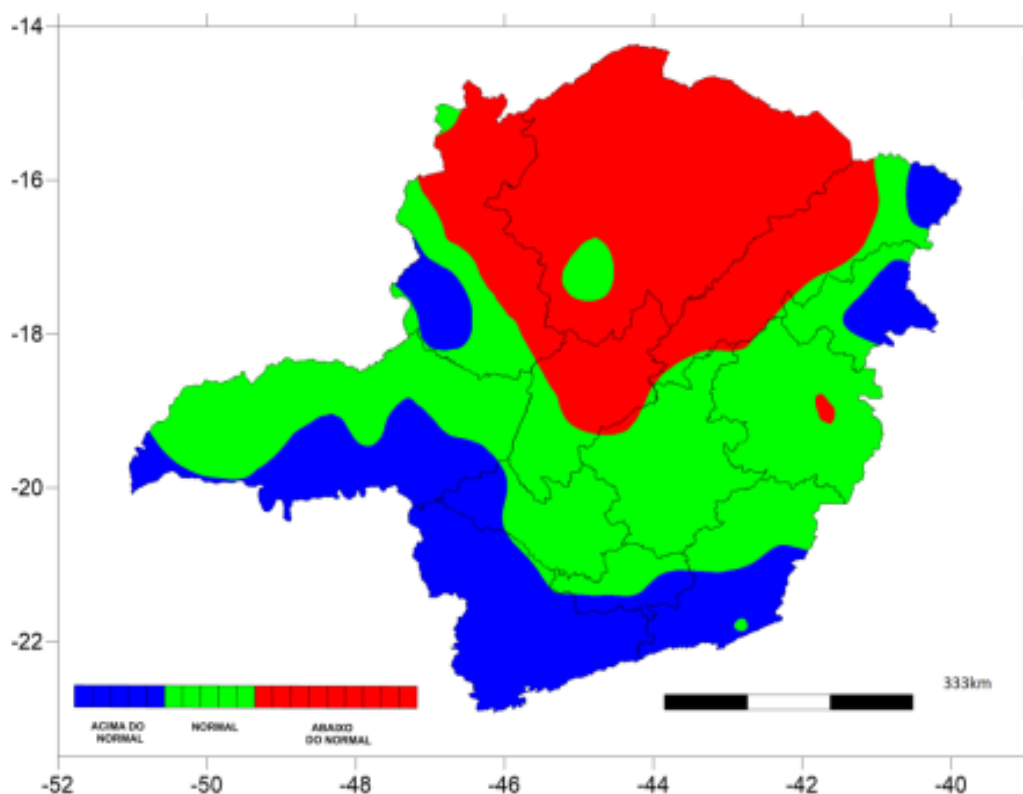 -14
-16
-18
-20
-22
-52
-50
-48
-46
-44
-42
-40
ACIMA DO
NORMAL
NORMAL
ABAIXO
DO NORMAL
333km